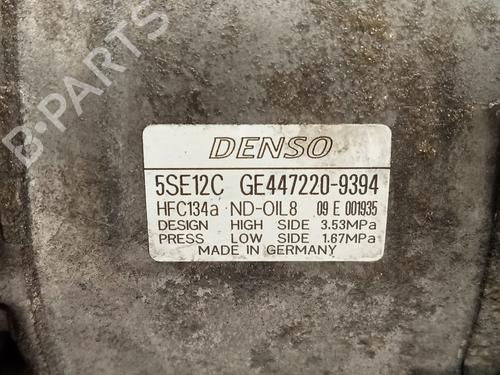 B-PARTS
DENSO
5SE12C GE447220-9394
HFC134a ND-OIL8 09 E 001935
DESIGN HIGH SIDE 3.53MPa
PRESS LOW SIDE 1.67MPa
MADE IN GERMANY